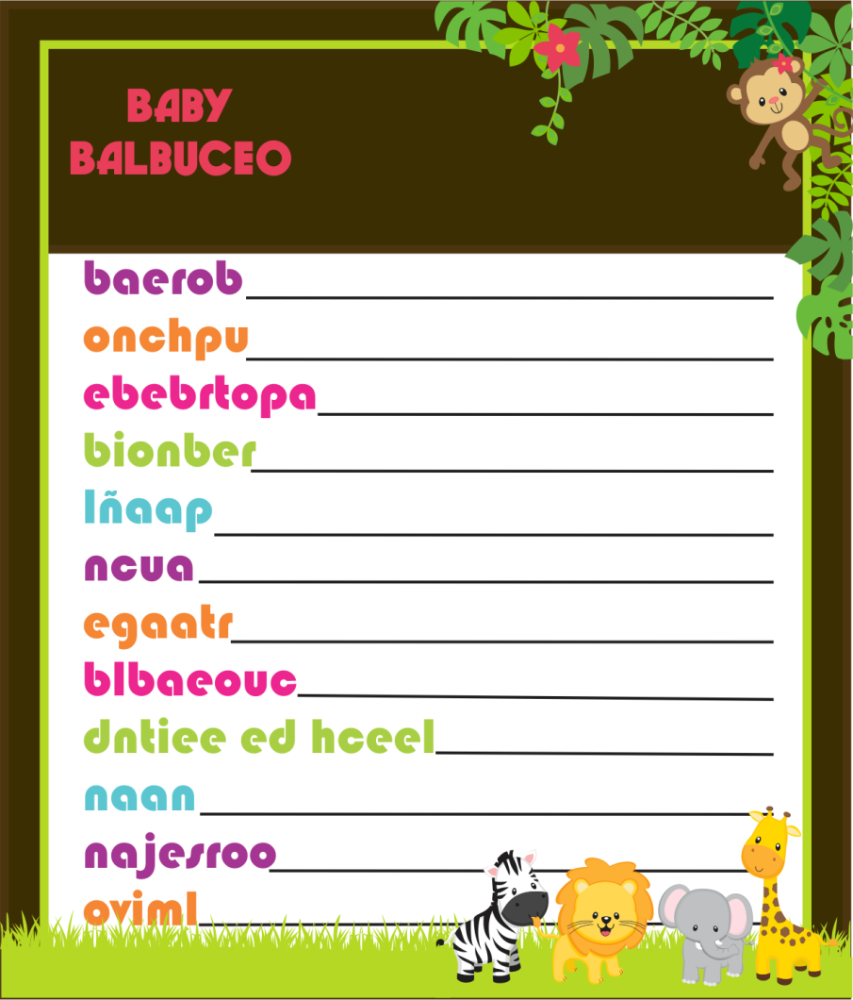 BABY
BALBUCEO
baerob
onchpu
ebebrtopa
bionber
lñaap
ncua
egaatr
blbaeouc
dntiee ed hceel
naan
najesroo
oviml